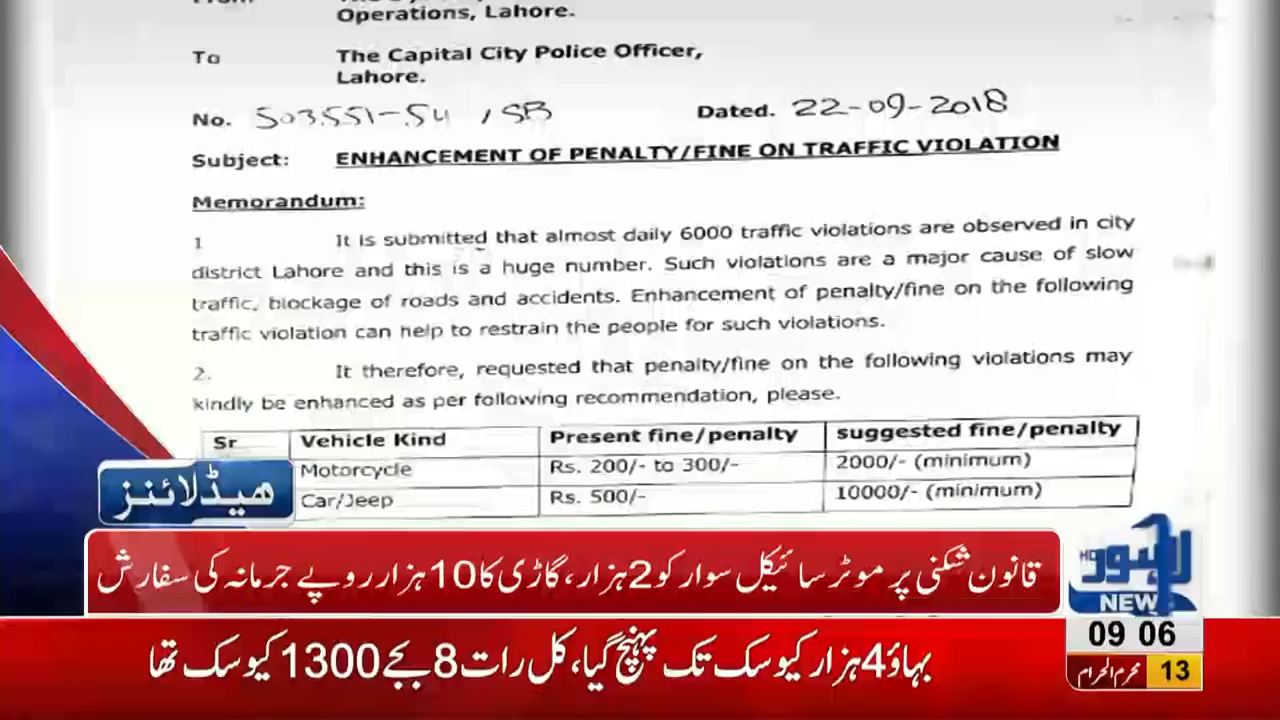 Operations, Lahore.
To The Capital City Police Officer,
Lahore.
No. 503551-54 /SB Dated. 22-09-2018
Subject: ENHANCEMENT OF PENALTY/FINE ON TRAFFIC VIOLATION
Memorandum:
1 It is submitted that almost daily 6000 traffic violations are observed in city
district Lahore and this is a huge number. Such violations are a major cause of slow
traffic, blockage of roads and accidents. Enhancement of penalty/fine on the following
traffic violation can help to restrain the people for such violations.
2. It therefore, requested that penalty/fine on the following violations may
kindly be enhanced as per following recommendation, please.
Sr Vehicle Kind Present fine/penalty suggested fine/penalty
Motorcycle Rs. 200/- to 300/- 2000/- (minimum)
Car/Jeep Rs. 500/- 10000/- (minimum)
ہیڈلائنز
قانون شکنی پر موٹر سائیکل سوار کو 2 ہزار، گاڑی کا 10 ہزار روپے جرمانہ کی سفارش
لاہور HD
NEWS
بہاؤ 4 ہزار کیوسک تک پہنچ گیا، کل رات 8 بجے 1300 کیوسک تھا
09 06
13 محرم الحرام